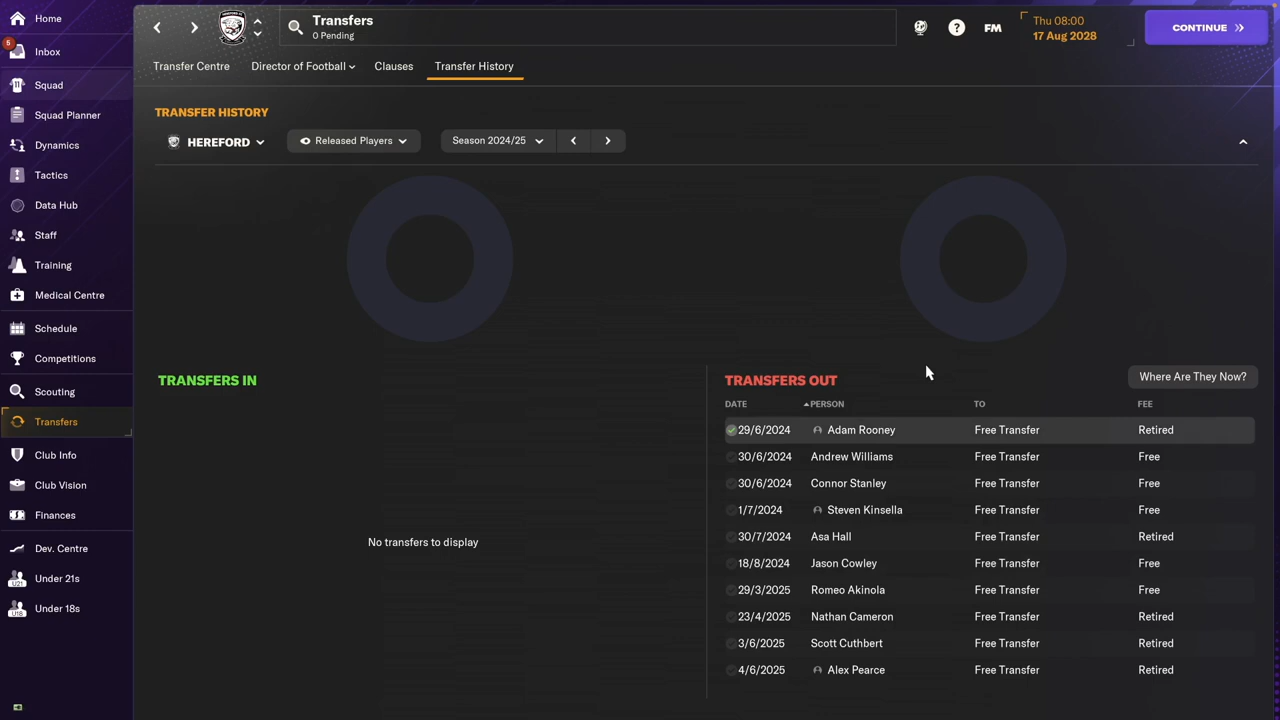 Home
5
Inbox
Squad
Squad Planner
Dynamics
Tactics
Data Hub
Staff
Training
Medical Centre
Schedule
Competitions
Scouting
Transfers
Club Info
Club Vision
Finances
Dev. Centre
U21
Under 21s
U18
Under 18s
Transfers
0 Pending
?
FM
Thu 08:00
17 Aug 2028
CONTINUE
Transfer Centre
Director of Football
Clauses
Transfer History
TRANSFER HISTORY
HEREFORD
Released Players
Season 2024/25
TRANSFERS IN
No transfers to display
TRANSFERS OUT
Where Are They Now?
DATE PERSON TO FEE
29/6/2024 Adam Rooney Free Transfer Retired
30/6/2024 Andrew Williams Free Transfer Free
30/6/2024 Connor Stanley Free Transfer Free
1/7/2024 Steven Kinsella Free Transfer Free
30/7/2024 Asa Hall Free Transfer Retired
18/8/2024 Jason Cowley Free Transfer Free
29/3/2025 Romeo Akinola Free Transfer Free
23/4/2025 Nathan Cameron Free Transfer Retired
3/6/2025 Scott Cuthbert Free Transfer Retired
4/6/2025 Alex Pearce Free Transfer Retired